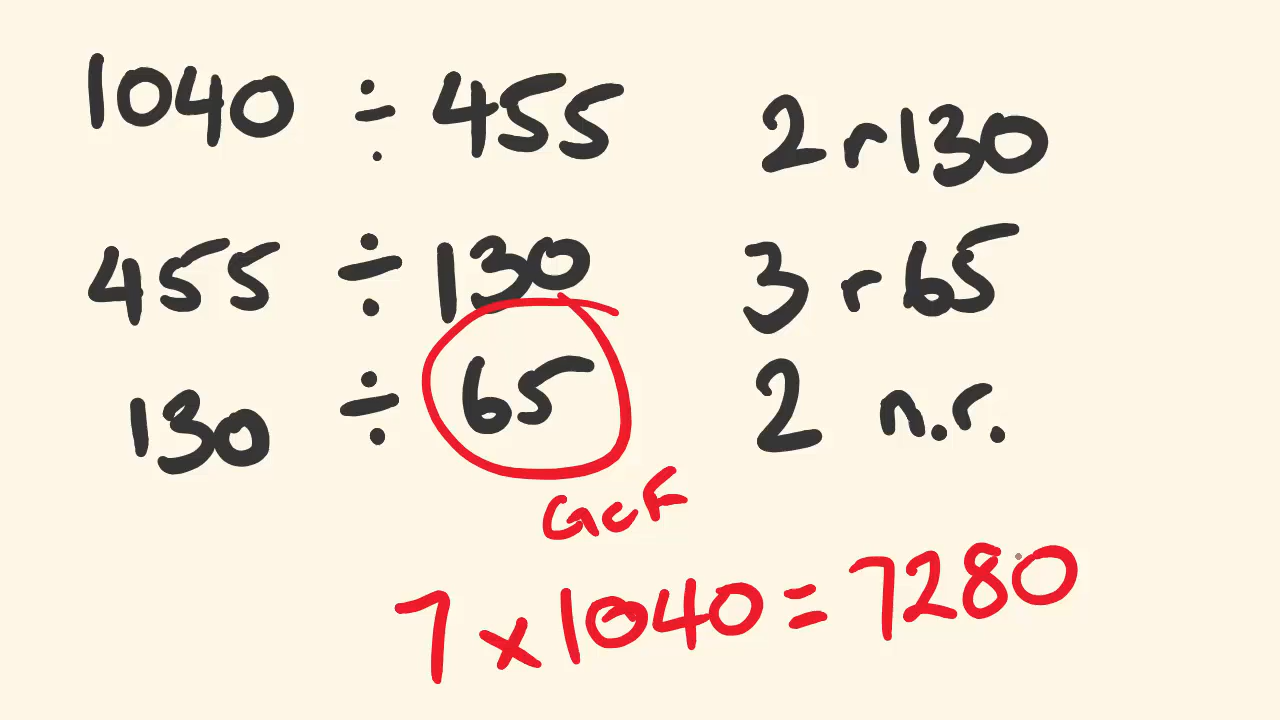 1040 ÷ 455 2 r 130
455 ÷ 130 3 r 65
130 ÷ 65 2 n.r.
GCF
7 x 1040 = 7280